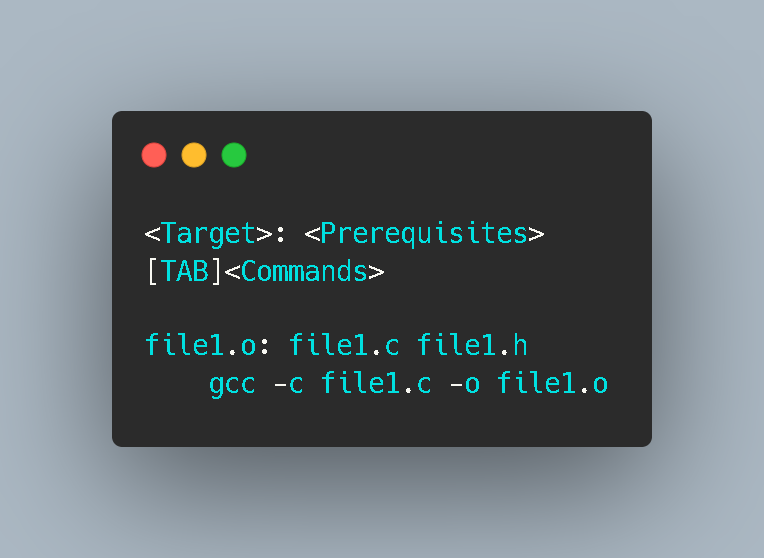 <Target>: <Prerequisites>
[TAB]<Commands>
file1.o: file1.c file1.h
    gcc -c file1.c -o file1.o